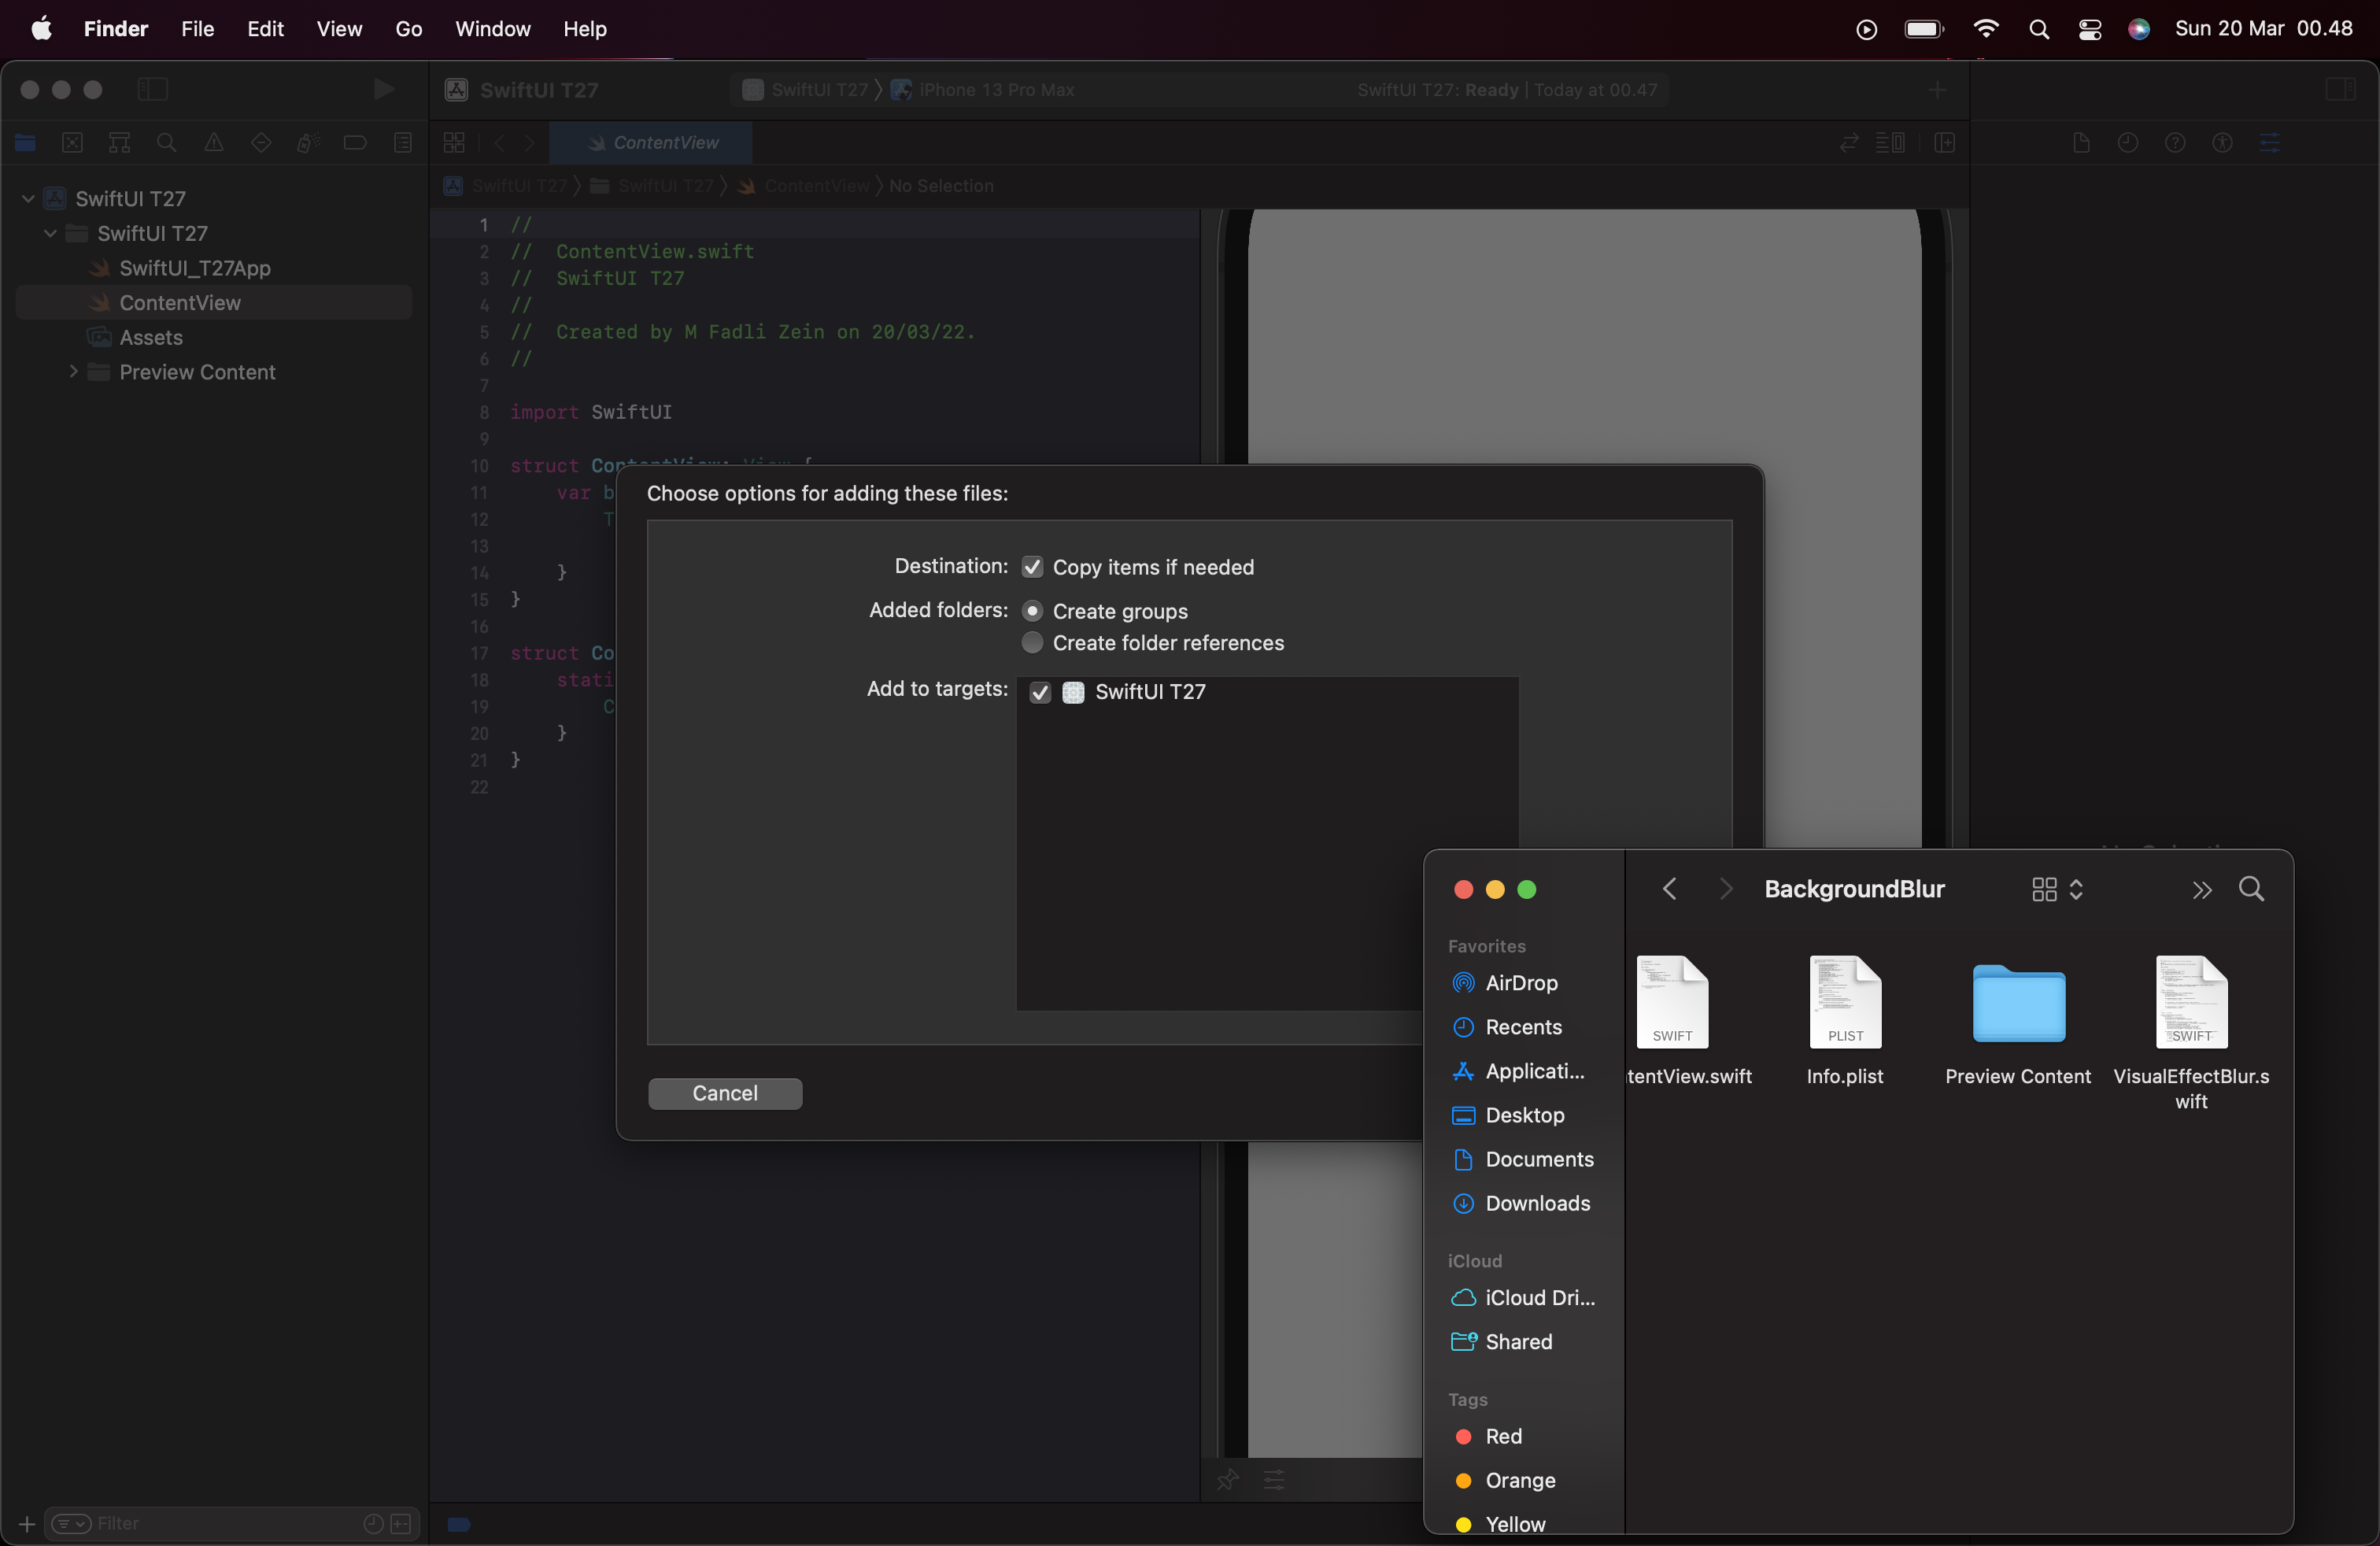 Finder File Edit View Go Window Help
Sun 20 Mar 00.48
SwiftUI T27
SwiftUI T27 iPhone 13 Pro Max
SwiftUI T27: Ready | Today at 00.47
ContentView
SwiftUI T27 SwiftUI T27 ContentView No Selection
SwiftUI T27
SwiftUI T27
SwiftUI_T27App
ContentView
Assets
Preview Content
1 //
2 // ContentView.swift
3 // SwiftUI T27
4 //
5 // Created by M Fadli Zein on 20/03/22.
6 //
7
8 import SwiftUI
9
10 struct ContentView: View {
11 var b
12 T
13
14 }
15 }
16
17 struct Co
18 stati
19 C
20 }
21 }
22
Choose options for adding these files:
Destination: Copy items if needed
Added folders: Create groups
Create folder references
Add to targets: SwiftUI T27
Cancel
BackgroundBlur
Favorites
AirDrop
Recents
Applicati...
Desktop
Documents
Downloads
iCloud
iCloud Dri...
Shared
Tags
Red
Orange
Yellow
SWIFT
tentView.swift
PLIST
Info.plist
Preview Content
SWIFT
VisualEffectBlur.s
wift
Filter